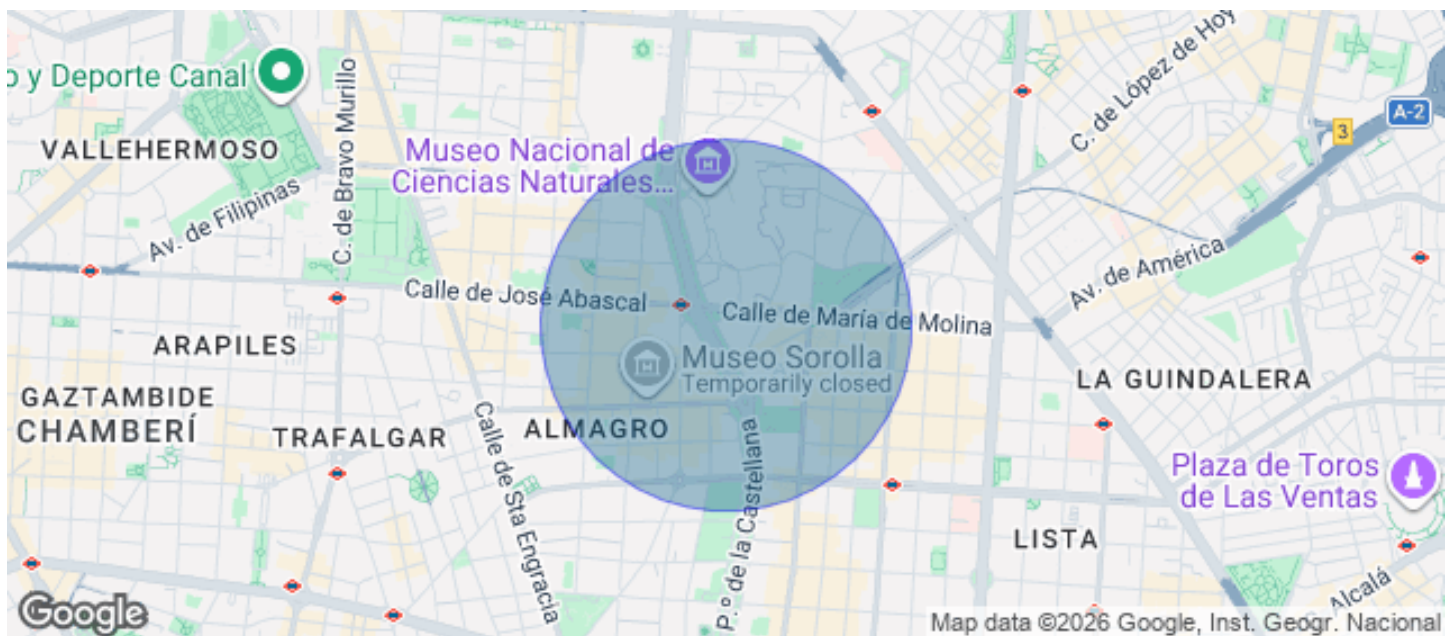 o y Deporte Canal
VALLEHERMOSO
Av. de Filipinas
C. de Bravo Murillo
Museo Nacional de
Ciencias Naturales...
C. de López de Hoy
A-2
3
Av. de América
Calle de José Abascal
Calle de María de Molina
ARAPILES
Museo Sorolla
Temporarily closed
LA GUINDALERA
GAZTAMBIDE
CHAMBERÍ
TRAFALGAR
ALMAGRO
Calle de Sta Engracia
P.º de la Castellana
Plaza de Toros
de Las Ventas
LISTA
Alcalá
Google
Map data ©2026 Google, Inst. Geogr. Nacional